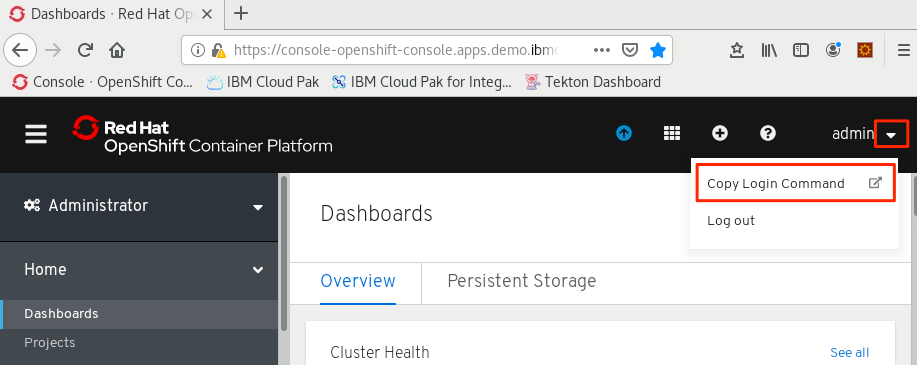 Dashboards · Red Hat Op
https://console-openshift-console.apps.demo.ibm
Console · OpenShift Co... IBM Cloud Pak IBM Cloud Pak for Integ... Tekton Dashboard
Red Hat
OpenShift Container Platform
admin
Copy Login Command
Log out
Administrator
Dashboards
Home
Overview Persistent Storage
Dashboards
Projects
Cluster Health See all